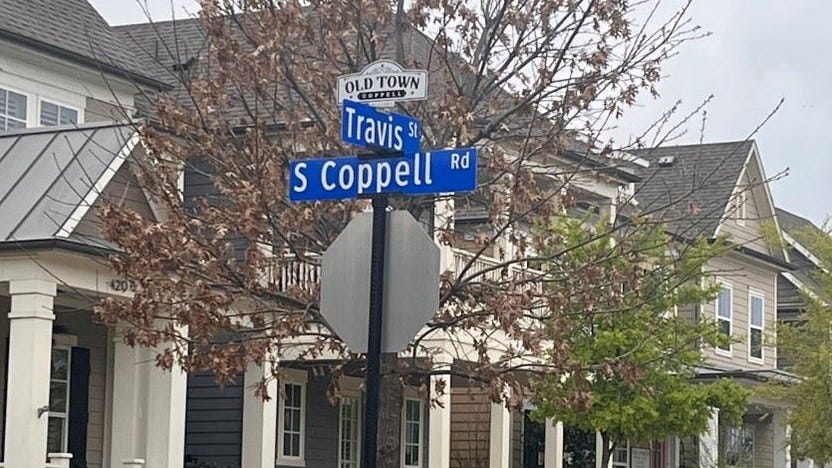 OLD TOWN
COPPELL
Travis St
S Coppell Rd
420